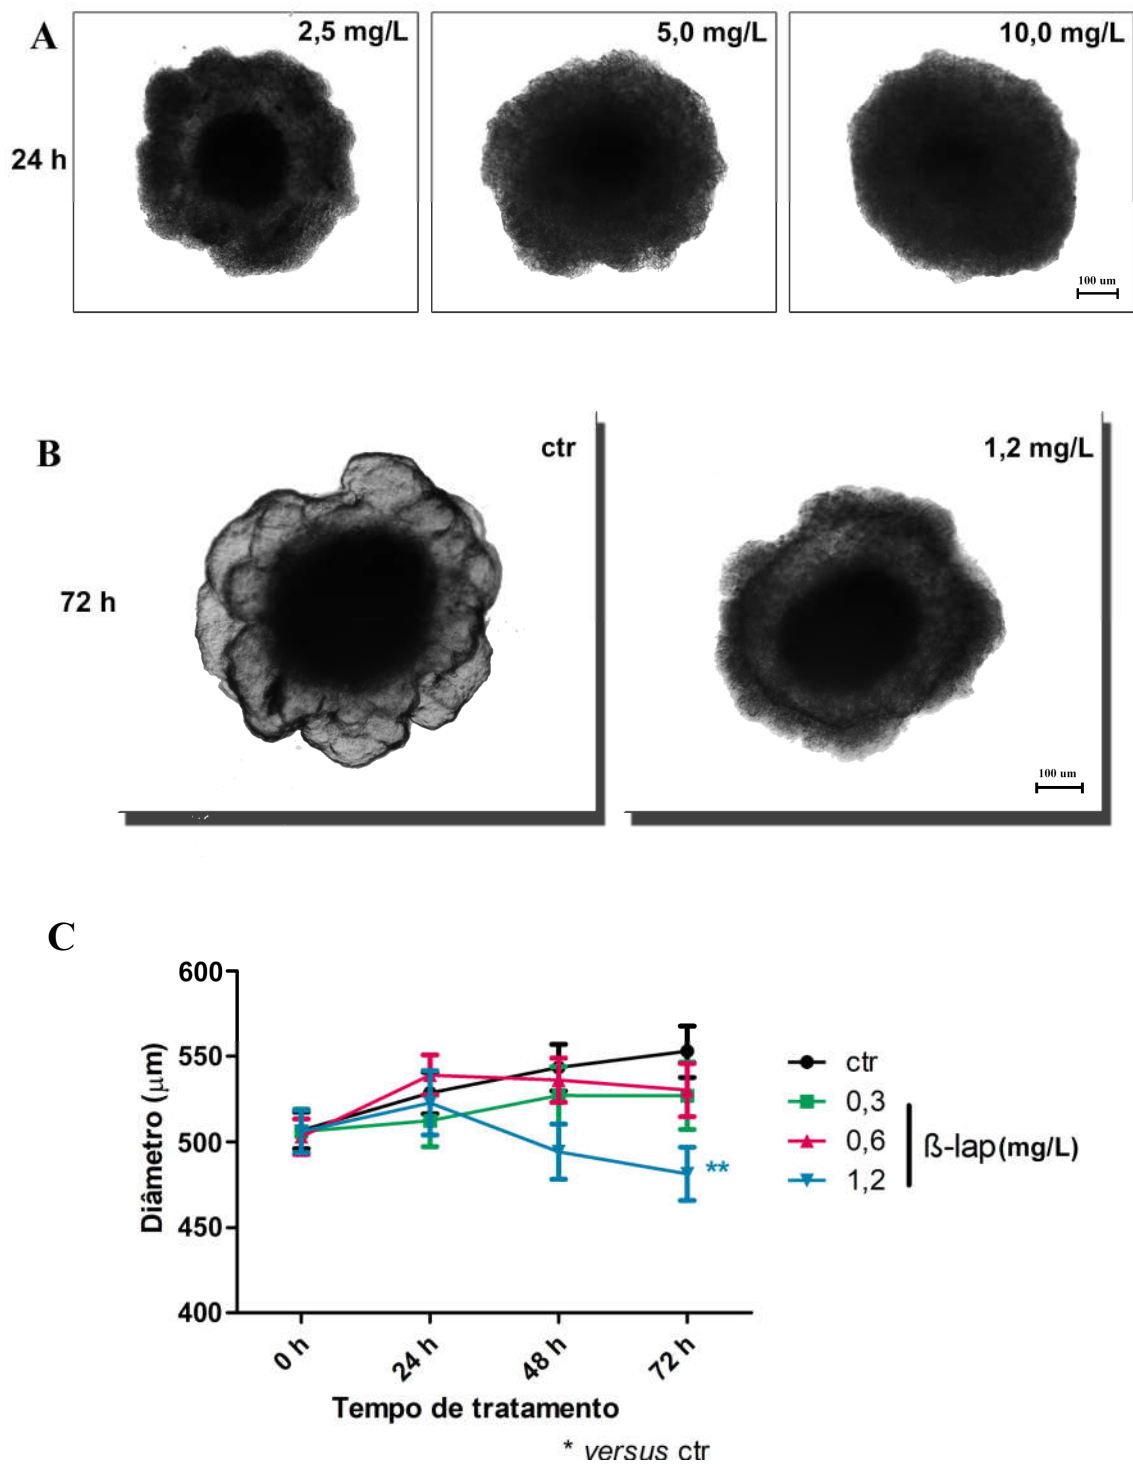 A
2,5 mg/L
5,0 mg/L
10,0 mg/L
24 h
100 um
B
ctr
1,2 mg/L
72 h
100 um
C
600
550
500
450
400
Diâmetro (µm)
0 h
24 h
48 h
72 h
Tempo de tratamento
**
ctr
0,3
0,6
1,2
ß-lap(mg/L)
* versus ctr